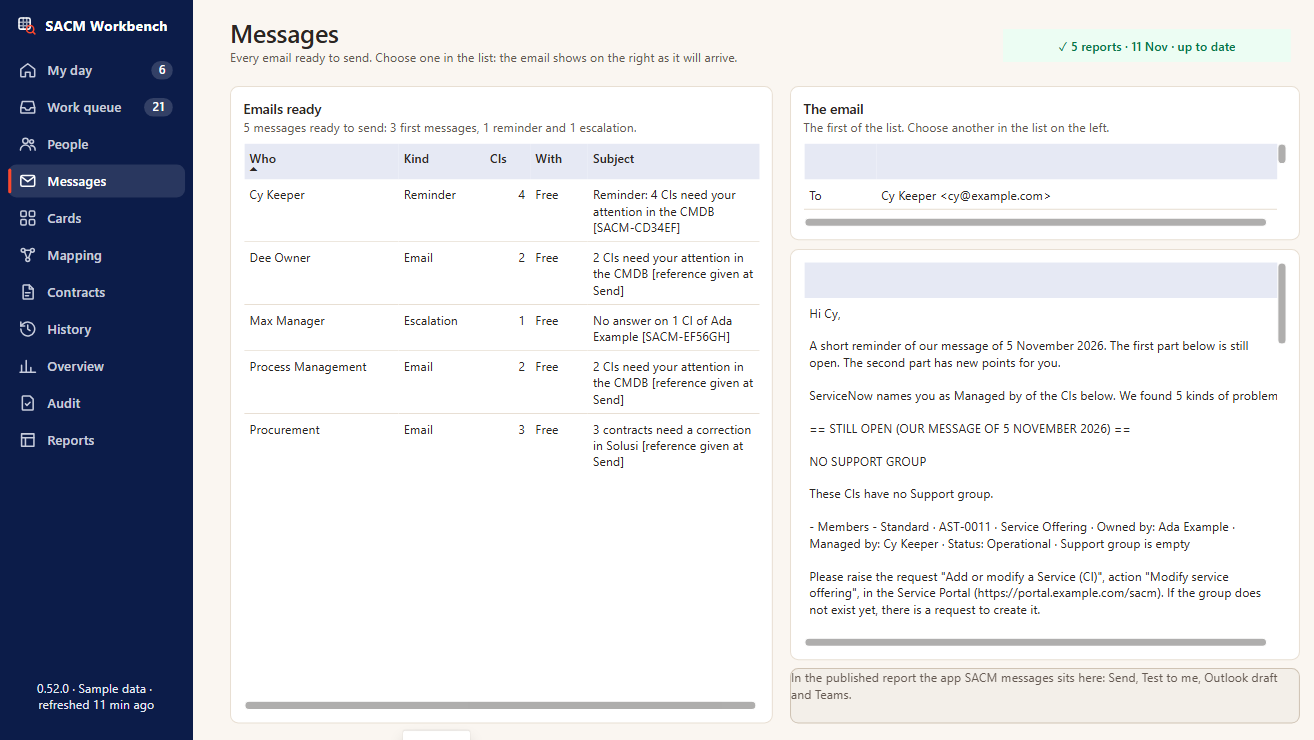 SACM Workbench
My day 6
Work queue 21
People
Messages
Cards
Mapping
Contracts
History
Overview
Audit
Reports
0.52.0 · Sample data ·
refreshed 11 min ago
Messages
Every email ready to send. Choose one in the list: the email shows on the right as it will arrive.
✓ 5 reports · 11 Nov · up to date
Emails ready
5 messages ready to send: 3 first messages, 1 reminder and 1 escalation.
Who Kind CIs With Subject
Cy Keeper Reminder 4 Free Reminder: 4 CIs need your
attention in the CMDB
[SACM-CD34EF]
Dee Owner Email 2 Free 2 CIs need your attention in
the CMDB [reference given at
Send]
Max Manager Escalation 1 Free No answer on 1 CI of Ada
Example [SACM-EF56GH]
Process Management Email 2 Free 2 CIs need your attention in
the CMDB [reference given at
Send]
Procurement Email 3 Free 3 contracts need a correction
in Solusi [reference given at
Send]
The email
The first of the list. Choose another in the list on the left.
To Cy Keeper <cy@example.com>
Hi Cy,
A short reminder of our message of 5 November 2026. The first part below is still
open. The second part has new points for you.
ServiceNow names you as Managed by of the CIs below. We found 5 kinds of problem
== STILL OPEN (OUR MESSAGE OF 5 NOVEMBER 2026) ==
NO SUPPORT GROUP
These CIs have no Support group.
- Members - Standard · AST-0011 · Service Offering · Owned by: Ada Example ·
Managed by: Cy Keeper · Status: Operational · Support group is empty
Please raise the request "Add or modify a Service (CI)", action "Modify service
offering", in the Service Portal (https://portal.example.com/sacm). If the group does
not exist yet, there is a request to create it.
In the published report the app SACM messages sits here: Send, Test to me, Outlook draft
and Teams.